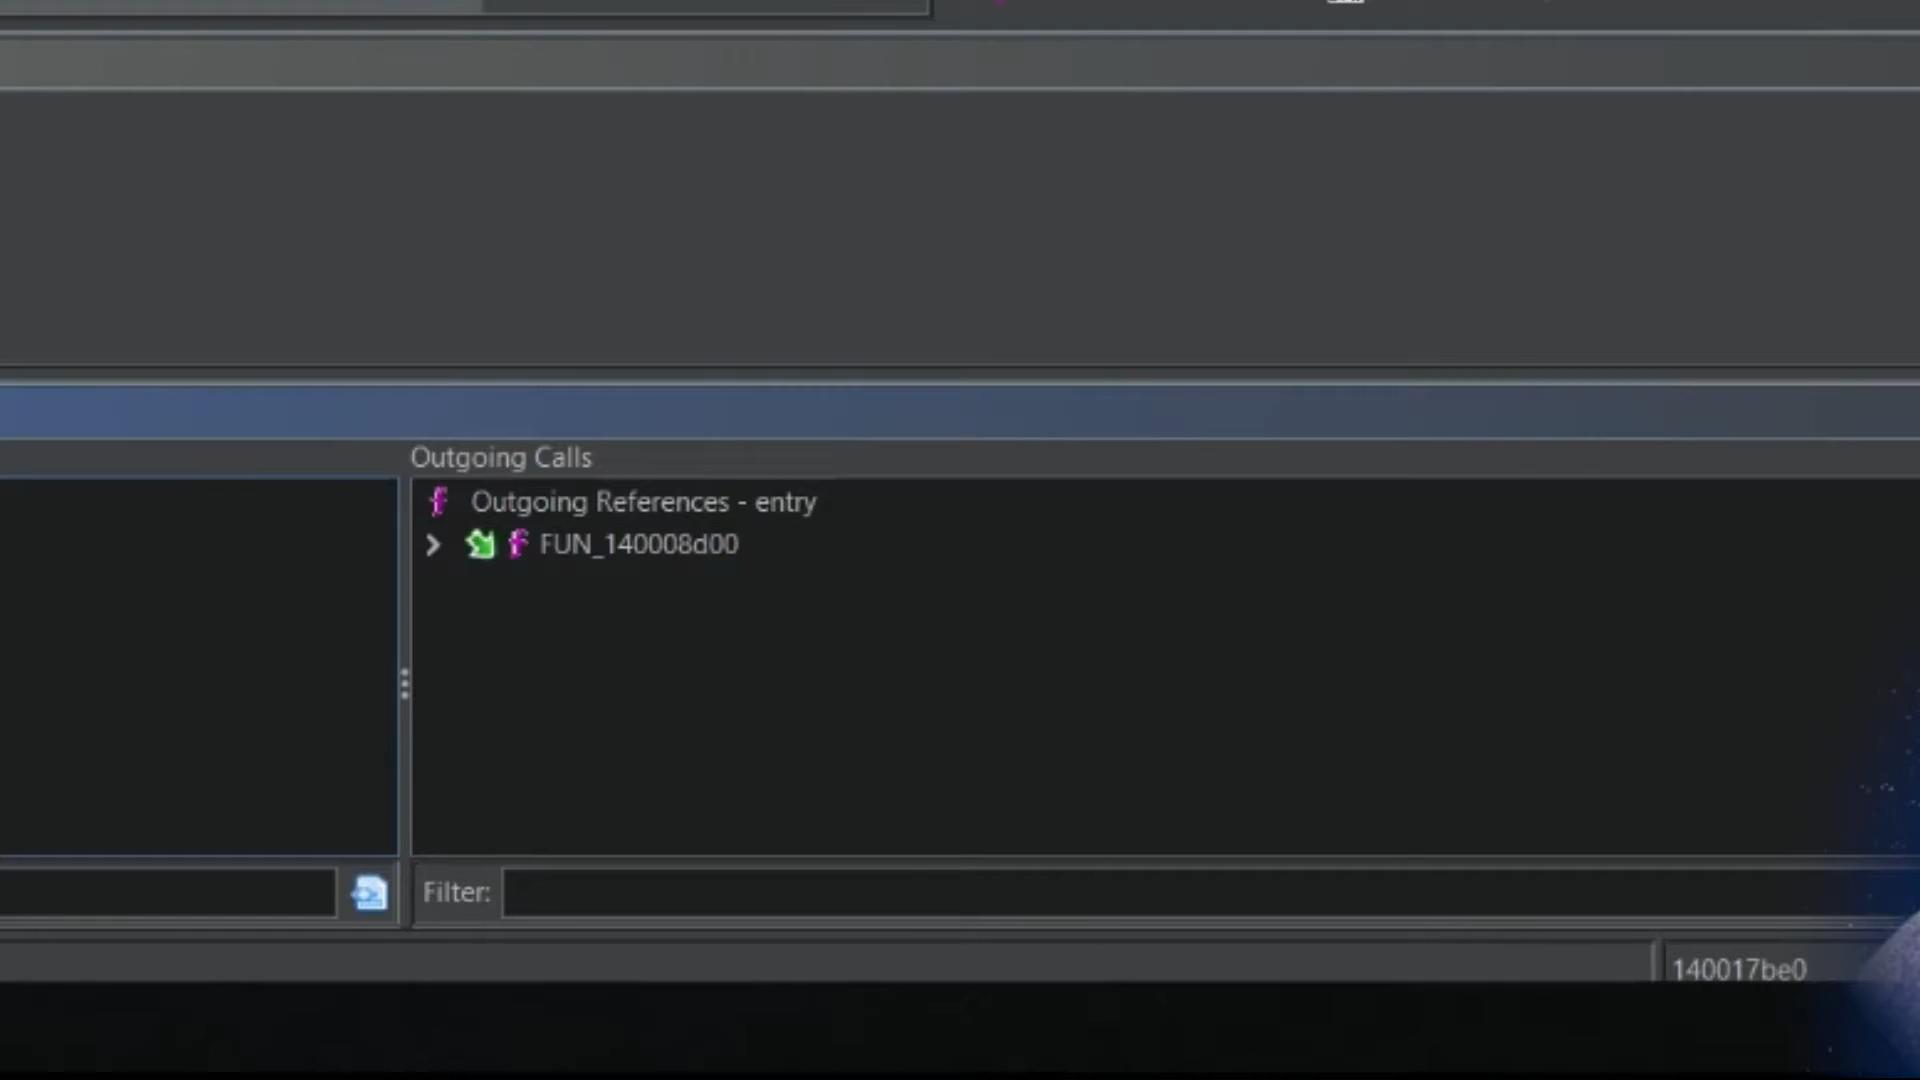 Outgoing Calls
Outgoing References - entry
FUN_140008d00
Filter:
140017be0